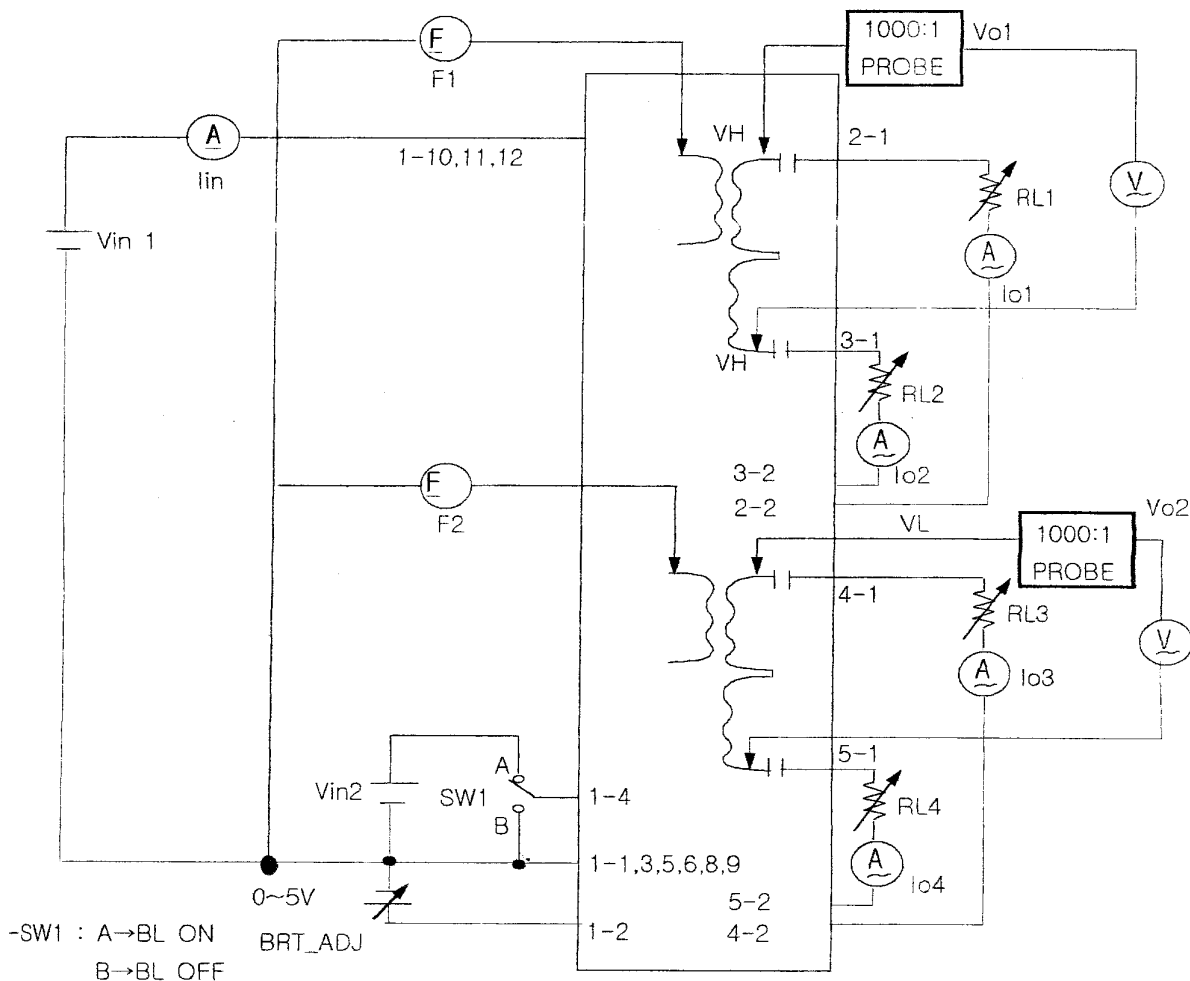 1000:1
PROBE
Vo1
F
F1
VH
2-1
A
Iin
1-10,11,12
RL1
V
Vin 1
A
Io1
VH
3-1
RL2
A
Io2
3-2
2-2
F
F2
VL
1000:1
PROBE
Vo2
4-1
RL3
V
A
Io3
5-1
A
Vin2
SW1
1-4
B
RL4
A
Io4
1-1,3,5,6,8,9
0~5V
5-2
4-2
1-2
BRT_ADJ
-SW1 : A→BL ON
B→BL OFF